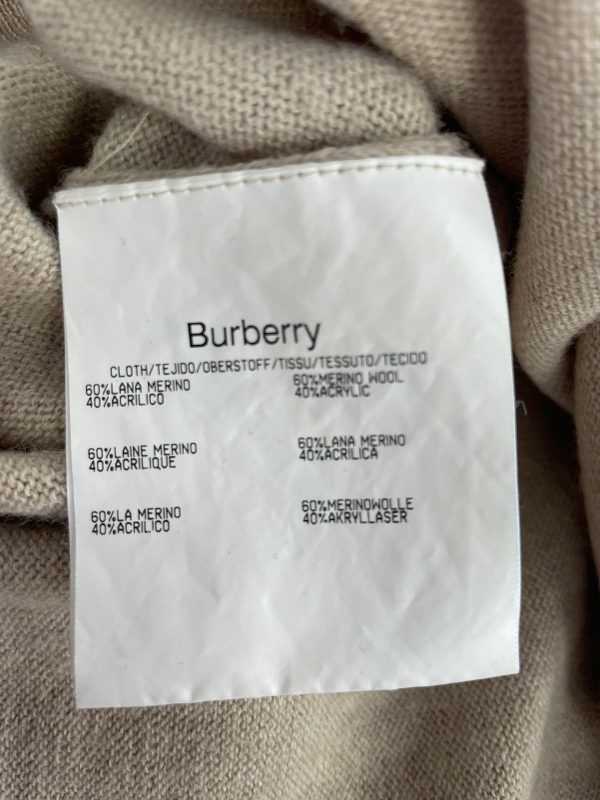 Burberry
CLOTH/TEJIDO/OBERSTOFF/TISSU/TESSUTO/TECIDO
60%LANA MERINO
40%ACRILICO
60%MERINO WOOL
40%ACRYLIC
60%LAINE MERINO
40%ACRILIQUE
60%LANA MERINO
40%ACRILICA
60%LA MERINO
40%ACRILICO
60%MERINOWOLLE
40%AKRYLLASER